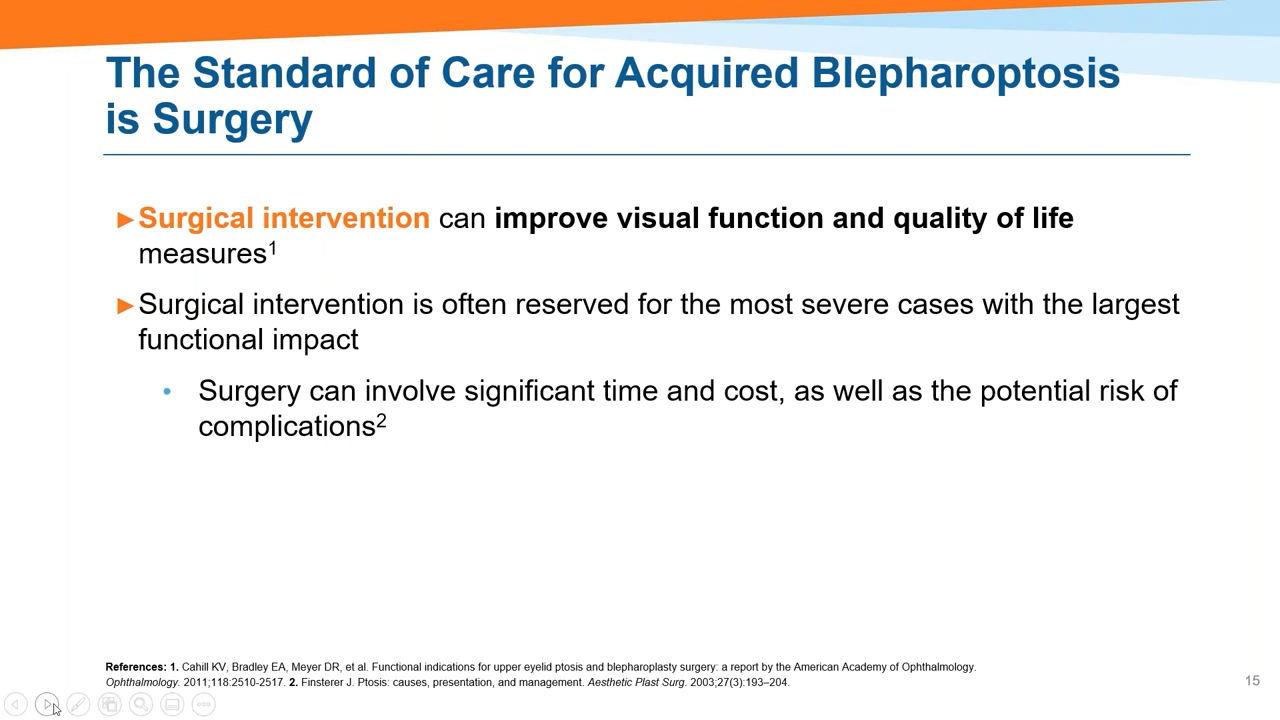 The Standard of Care for Acquired Blepharoptosis
is Surgery
►Surgical intervention can improve visual function and quality of life
measures1
►Surgical intervention is often reserved for the most severe cases with the largest
functional impact
• Surgery can involve significant time and cost, as well as the potential risk of
complications2
References: 1. Cahill KV, Bradley EA, Meyer DR, et al. Functional indications for upper eyelid ptosis and blepharoplasty surgery: a report by the American Academy of Ophthalmology.
Ophthalmology. 2011;118:2510-2517. 2. Finsterer J. Ptosis: causes, presentation, and management. Aesthetic Plast Surg. 2003;27(3):193–204.
15